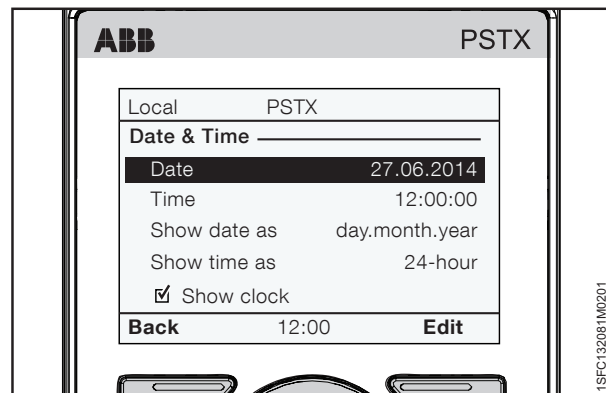 ABB PSTX
Local PSTX
Date & Time
Date 27.06.2014
Time 12:00:00
Show date as day.month.year
Show time as 24-hour
Show clock
Back 12:00 Edit
1SFC132081M0201